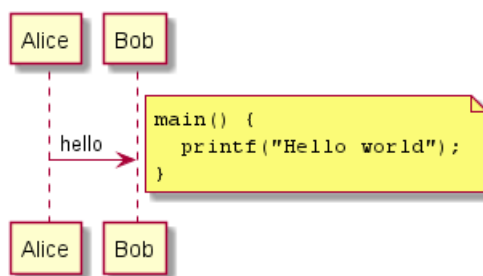 Alice Bob
main() {
hello
  printf("Hello world");
}
Alice Bob